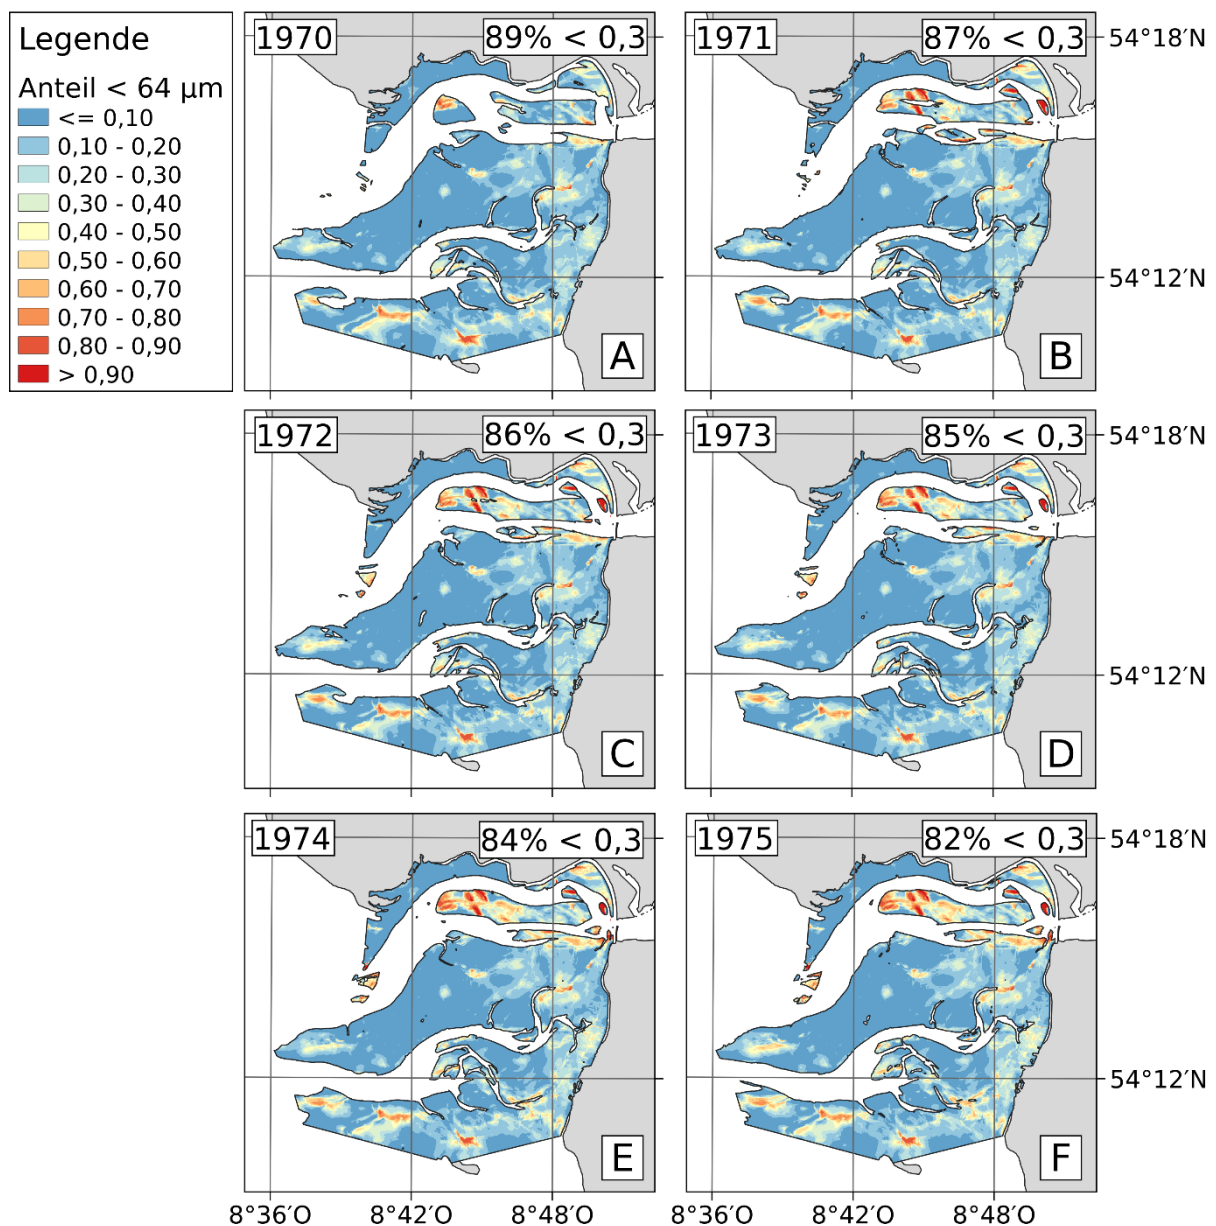 Legende
Anteil < 64 µm
<= 0,10
0,10 - 0,20
0,20 - 0,30
0,30 - 0,40
0,40 - 0,50
0,50 - 0,60
0,60 - 0,70
0,70 - 0,80
0,80 - 0,90
> 0,90
1970 89% < 0,3
A
1971 87% < 0,3
B
54°18′N
54°12′N
1972 86% < 0,3
C
1973 85% < 0,3
D
54°18′N
54°12′N
1974 84% < 0,3
E
1975 82% < 0,3
F
54°18′N
54°12′N
8°36′O 8°42′O 8°48′O 8°36′O 8°42′O 8°48′O